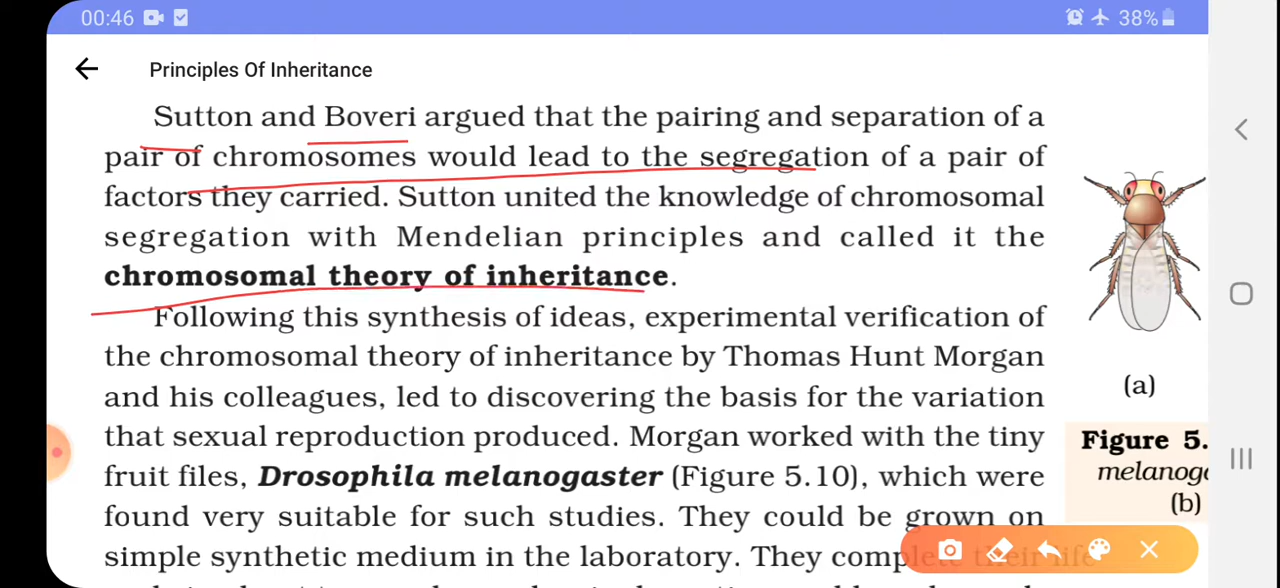 00:46
38%
Principles Of Inheritance
Sutton and Boveri argued that the pairing and separation of a
pair of chromosomes would lead to the segregation of a pair of
factors they carried. Sutton united the knowledge of chromosomal
segregation with Mendelian principles and called it the
chromosomal theory of inheritance.
Following this synthesis of ideas, experimental verification of
the chromosomal theory of inheritance by Thomas Hunt Morgan
and his colleagues, led to discovering the basis for the variation
that sexual reproduction produced. Morgan worked with the tiny
fruit files, Drosophila melanogaster (Figure 5.10), which were
found very suitable for such studies. They could be grown on
simple synthetic medium in the laboratory. They complete their life
(a)
Figure 5.
melanog
(b)